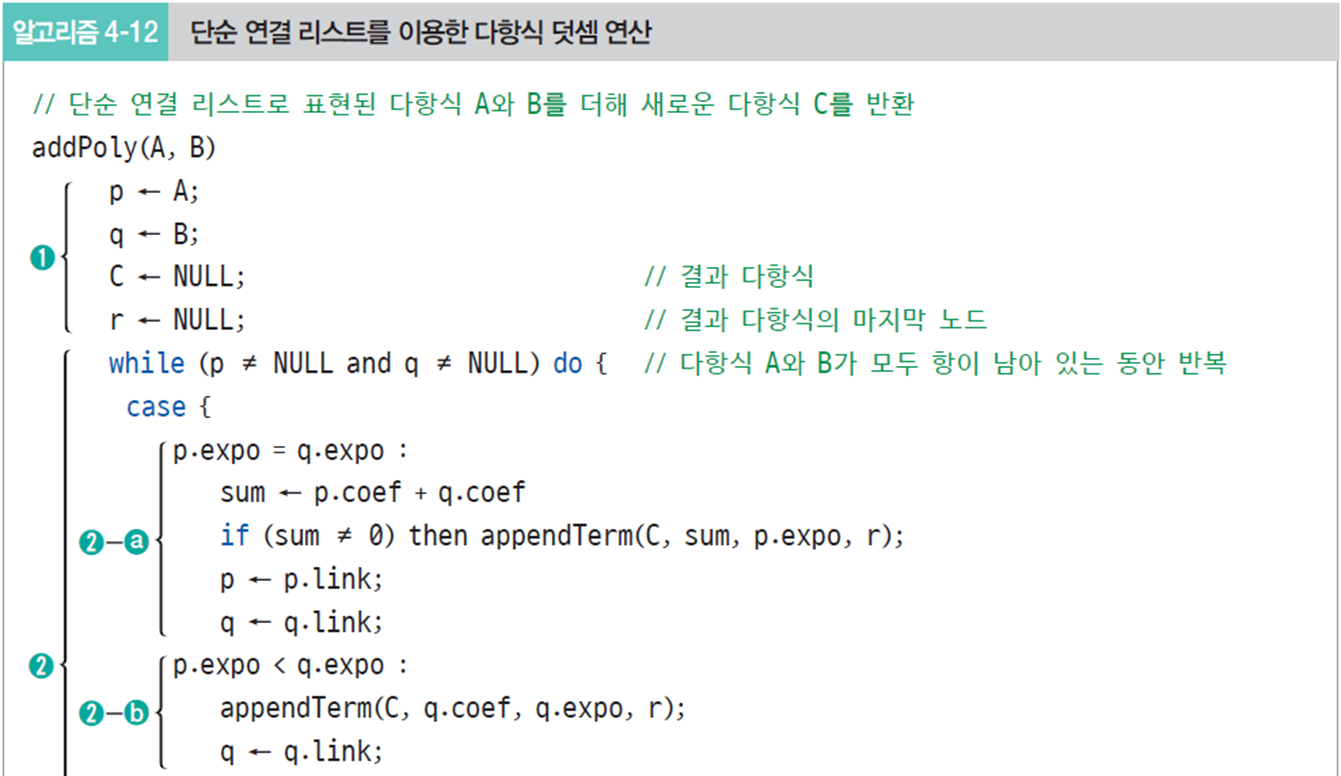 알고리즘 4-12 단순 연결 리스트를 이용한 다항식 덧셈 연산
// 단순 연결 리스트로 표현된 다항식 A와 B를 더해 새로운 다항식 C를 반환
addPoly(A, B)
p ← A;
q ← B;
❶
C ← NULL; // 결과 다항식
r ← NULL; // 결과 다항식의 마지막 노드
while (p ≠ NULL and q ≠ NULL) do { // 다항식 A와 B가 모두 항이 남아 있는 동안 반복
case {
p.expo = q.expo :
sum ← p.coef + q.coef
❷-ⓐ if (sum ≠ 0) then appendTerm(C, sum, p.expo, r);
p ← p.link;
q ← q.link;
❷ p.expo < q.expo :
❷-ⓑ appendTerm(C, q.coef, q.expo, r);
q ← q.link;